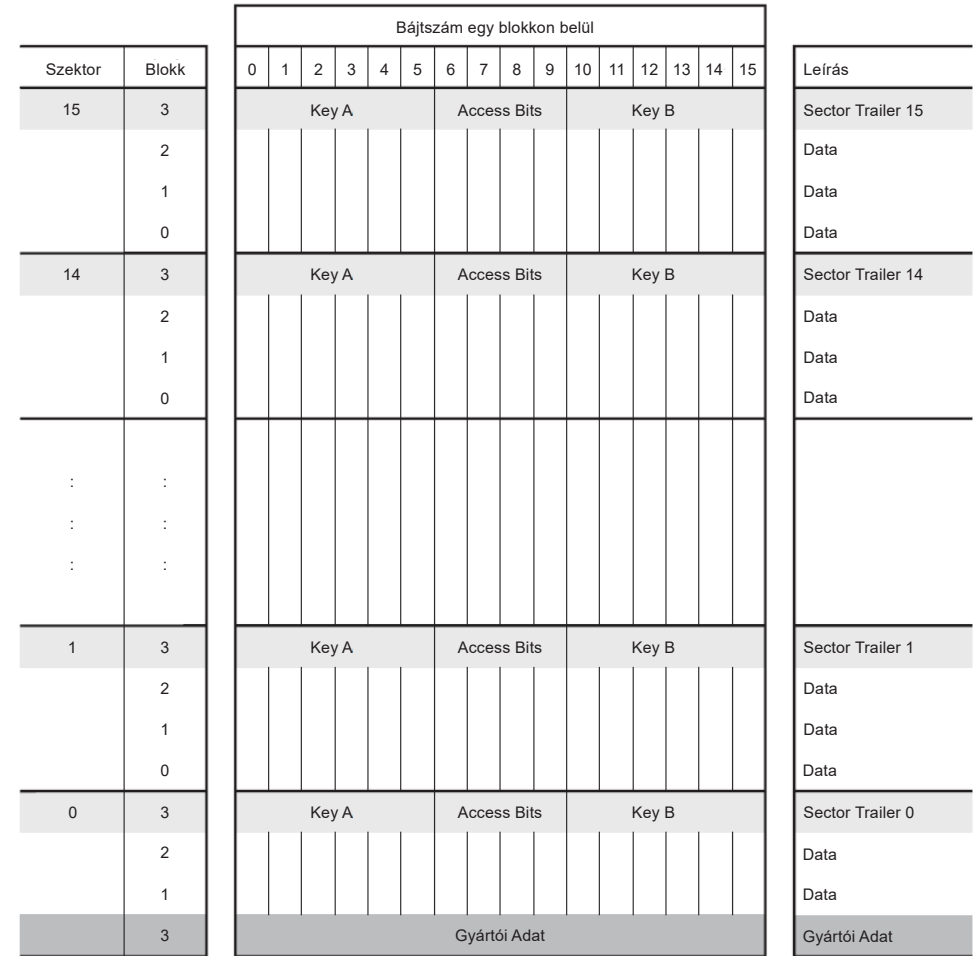 Bájtszám egy blokkon belül
Szektor Blokk 0 1 2 3 4 5 6 7 8 9 10 11 12 13 14 15 Leírás
15 3 Key A Access Bits Key B Sector Trailer 15
2 Data
1 Data
0 Data
14 3 Key A Access Bits Key B Sector Trailer 14
2 Data
1 Data
0 Data
: :
: :
: :
1 3 Key A Access Bits Key B Sector Trailer 1
2 Data
1 Data
0 Data
0 3 Key A Access Bits Key B Sector Trailer 0
2 Data
1 Data
3 Gyártói Adat Gyártói Adat